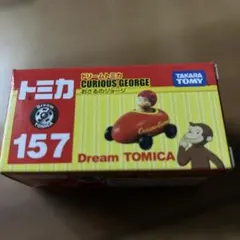 トミカ
ドリームトミカ
CURIOUS GEORGE
おさるのジョージ
TAKARA
TOMY
157
Dream TOMICA